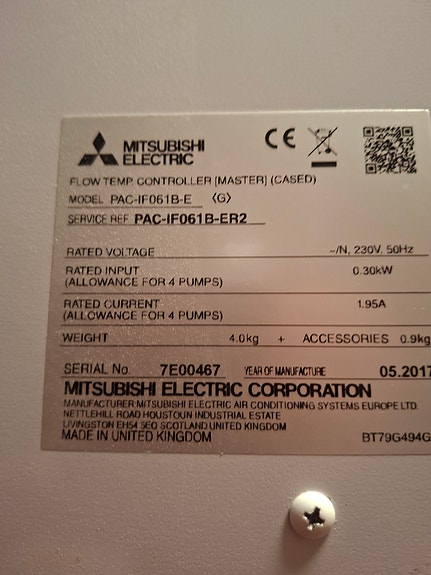 MITSUBISHI
ELECTRIC
CE
FLOW TEMP. CONTROLLER [MASTER] (CASED)
MODEL PAC-IF061B-E 〈G〉
SERVICE REF. PAC-IF061B-ER2
RATED VOLTAGE ~/N, 230V, 50Hz
RATED INPUT 0.30kW
(ALLOWANCE FOR 4 PUMPS)
RATED CURRENT 1.95A
(ALLOWANCE FOR 4 PUMPS)
WEIGHT 4.0kg + ACCESSORIES 0.9kg
SERIAL No. 7E00467 YEAR OF MANUFACTURE 05.2017
MITSUBISHI ELECTRIC CORPORATION
MANUFACTURER MITSUBISHI ELECTRIC AIR CONDITIONING SYSTEMS EUROPE LTD.
NETTLEHILL ROAD HOUSTOUN INDUSTRIAL ESTATE
LIVINGSTON EH54 5EQ SCOTLAND UNITED KINGDOM
MADE IN UNITED KINGDOM BT79G494G